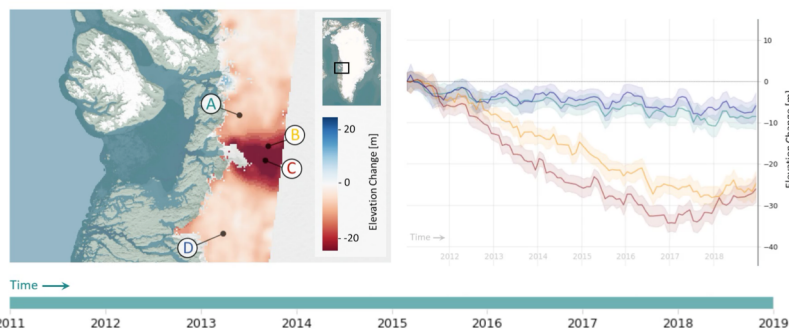 A
B
C
D
20
- 0
- -20
Elevation Change [m]
10
0
−10
−20
−30
−40
Elevation Change [m]
Time
2012 2013 2014 2015 2016 2017 2018
Time
2011 2012 2013 2014 2015 2016 2017 2018 2019